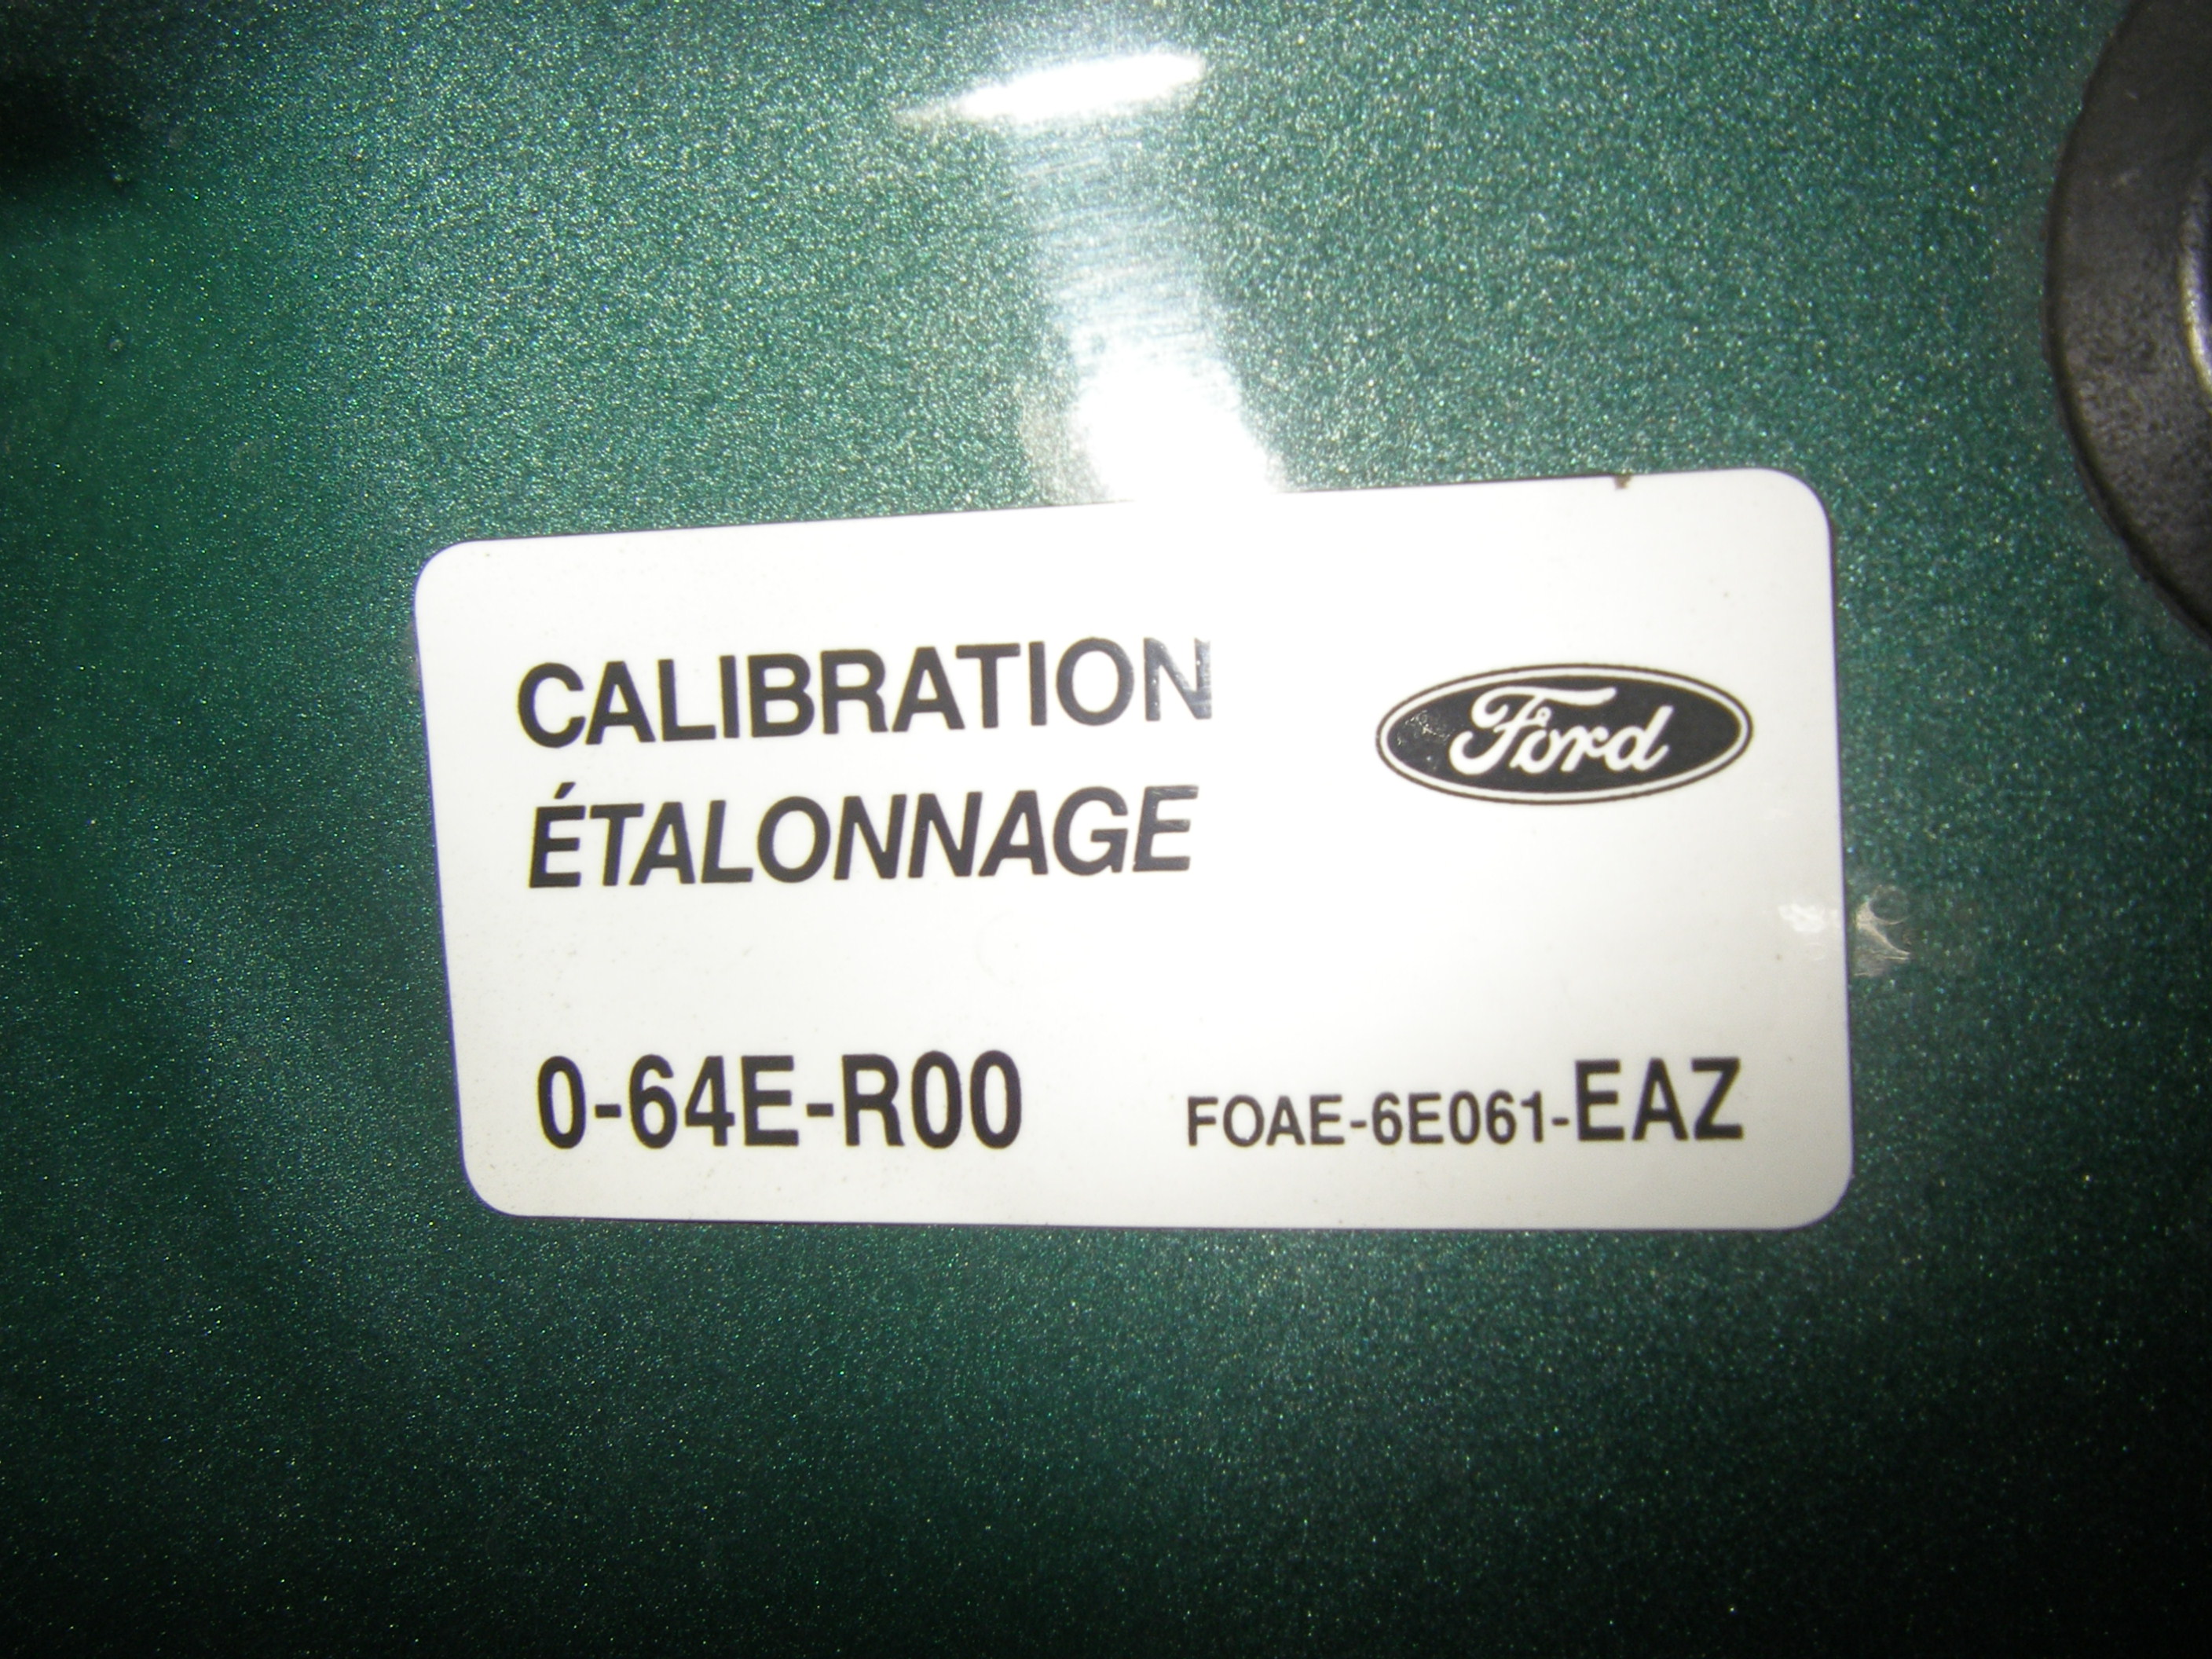 CALIBRATION
Ford
ÉTALONNAGE
0-64E-R00 FOAE-6E061-EAZ